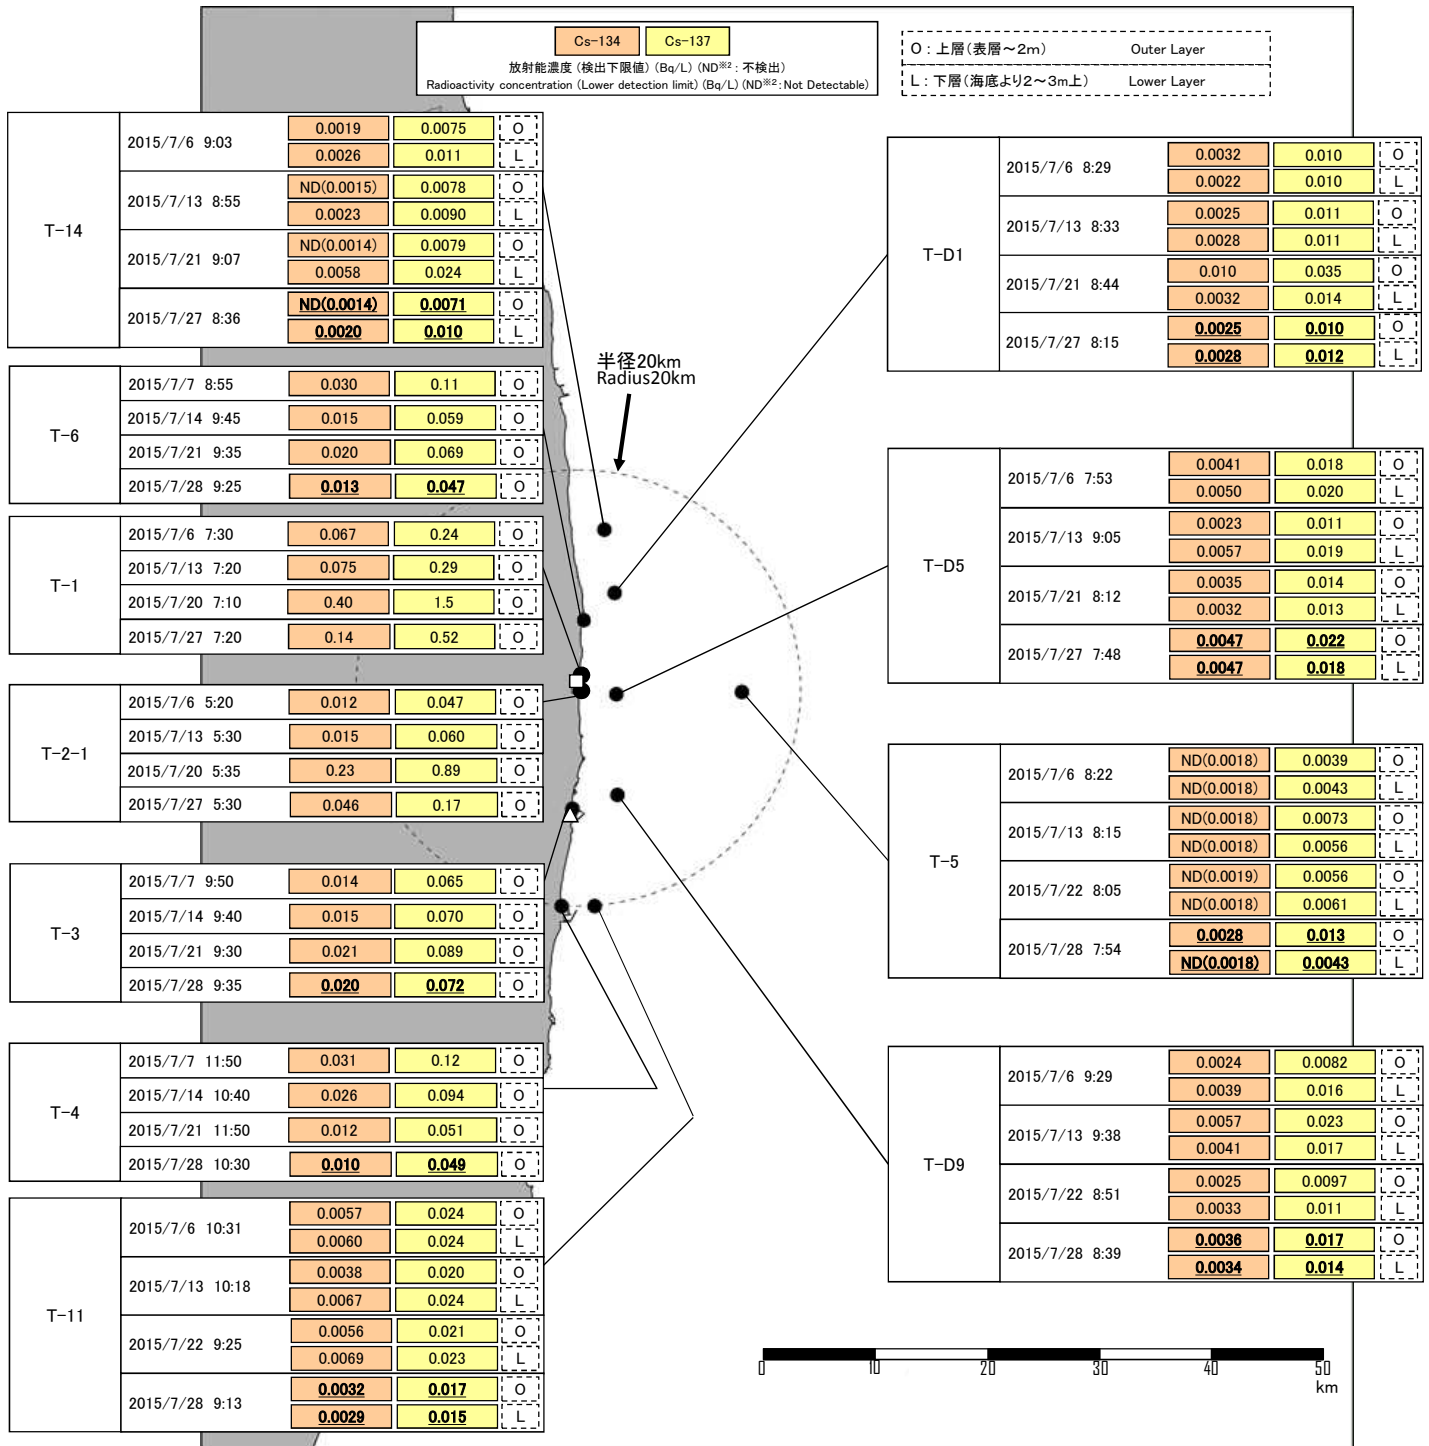 Cs-134 Cs-137
放射能濃度 (検出下限値) (Bq/L) (ND※2 : 不検出)
Radioactivity concentration (Lower detection limit) (Bq/L) (ND※2 : Not Detectable)
O : 上層(表層～2m) Outer Layer
L : 下層(海底より2～3m上) Lower Layer
T-14
2015/7/6 9:03
0.0019 0.0075 O
0.0026 0.011 L
2015/7/13 8:55
ND(0.0015) 0.0078 O
0.0023 0.0090 L
2015/7/21 9:07
ND(0.0014) 0.0079 O
0.0058 0.024 L
2015/7/27 8:36
ND(0.0014) 0.0071 O
0.0020 0.010 L
T-6
2015/7/7 8:55 0.030 0.11 O
2015/7/14 9:45 0.015 0.059 O
2015/7/21 9:35 0.020 0.069 O
2015/7/28 9:25 0.013 0.047 O
T-1
2015/7/6 7:30 0.067 0.24 O
2015/7/13 7:20 0.075 0.29 O
2015/7/20 7:10 0.40 1.5 O
2015/7/27 7:20 0.14 0.52 O
T-2-1
2015/7/6 5:20 0.012 0.047 O
2015/7/13 5:30 0.015 0.060 O
2015/7/20 5:35 0.23 0.89 O
2015/7/27 5:30 0.046 0.17 O
T-3
2015/7/7 9:50 0.014 0.065 O
2015/7/14 9:40 0.015 0.070 O
2015/7/21 9:30 0.021 0.089 O
2015/7/28 9:35 0.020 0.072 O
T-4
2015/7/7 11:50 0.031 0.12 O
2015/7/14 10:40 0.026 0.094 O
2015/7/21 11:50 0.012 0.051 O
2015/7/28 10:30 0.010 0.049 O
T-11
2015/7/6 10:31
0.0057 0.024 O
0.0060 0.024 L
2015/7/13 10:18
0.0038 0.020 O
0.0067 0.024 L
2015/7/22 9:25
0.0056 0.021 O
0.0069 0.023 L
2015/7/28 9:13
0.0032 0.017 O
0.0029 0.015 L
半径20km
Radius20km
T-D1
2015/7/6 8:29
0.0032 0.010 O
0.0022 0.010 L
2015/7/13 8:33
0.0025 0.011 O
0.0028 0.011 L
2015/7/21 8:44
0.010 0.035 O
0.0032 0.014 L
2015/7/27 8:15
0.0025 0.010 O
0.0028 0.012 L
T-D5
2015/7/6 7:53
0.0041 0.018 O
0.0050 0.020 L
2015/7/13 9:05
0.0023 0.011 O
0.0057 0.019 L
2015/7/21 8:12
0.0035 0.014 O
0.0032 0.013 L
2015/7/27 7:48
0.0047 0.022 O
0.0047 0.018 L
T-5
2015/7/6 8:22
ND(0.0018) 0.0039 O
ND(0.0018) 0.0043 L
2015/7/13 8:15
ND(0.0018) 0.0073 O
ND(0.0018) 0.0056 L
2015/7/22 8:05
ND(0.0019) 0.0056 O
ND(0.0018) 0.0061 L
2015/7/28 7:54
0.0028 0.013 O
ND(0.0018) 0.0043 L
T-D9
2015/7/6 9:29
0.0024 0.0082 O
0.0039 0.016 L
2015/7/13 9:38
0.0057 0.023 O
0.0041 0.017 L
2015/7/22 8:51
0.0025 0.0097 O
0.0033 0.011 L
2015/7/28 8:39
0.0036 0.017 O
0.0034 0.014 L
0 10 20 30 40 50
km